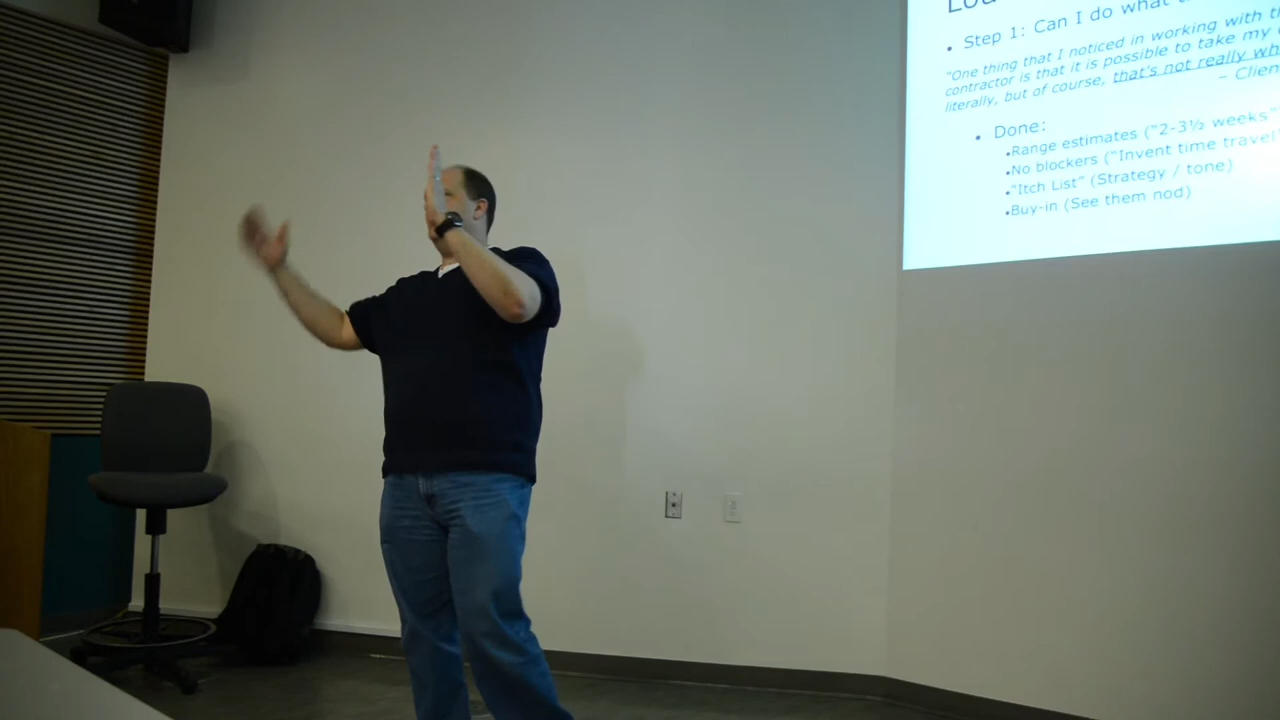 Step 1: Can I do what
"One thing that I noticed in working with
contractor is that it is possible to take my
literally, but of course, that's not really
– Clien
Done:
Range estimates ("2-3½ weeks"
No blockers ("Invent time travel"
"Itch List" (Strategy / tone)
Buy-in (See them nod)